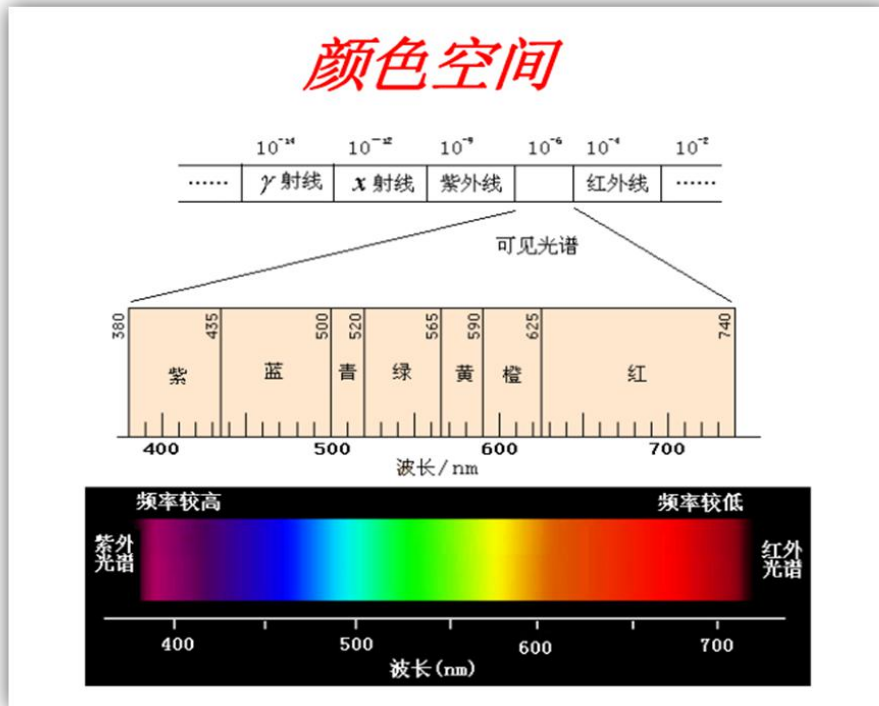 颜色空间
10⁻¹⁴ 10⁻¹² 10⁻⁹ 10⁻⁶ 10⁻⁴ 10⁻²
…… γ射线 x射线 紫外线 红外线 ……
可见光谱
380 435 500 520 565 590 625 740
紫 蓝 青 绿 黄 橙 红
400 500 600 700
波长/nm
频率较高 频率较低
紫外光谱 红外光谱
400 500 600 700
波长(nm)